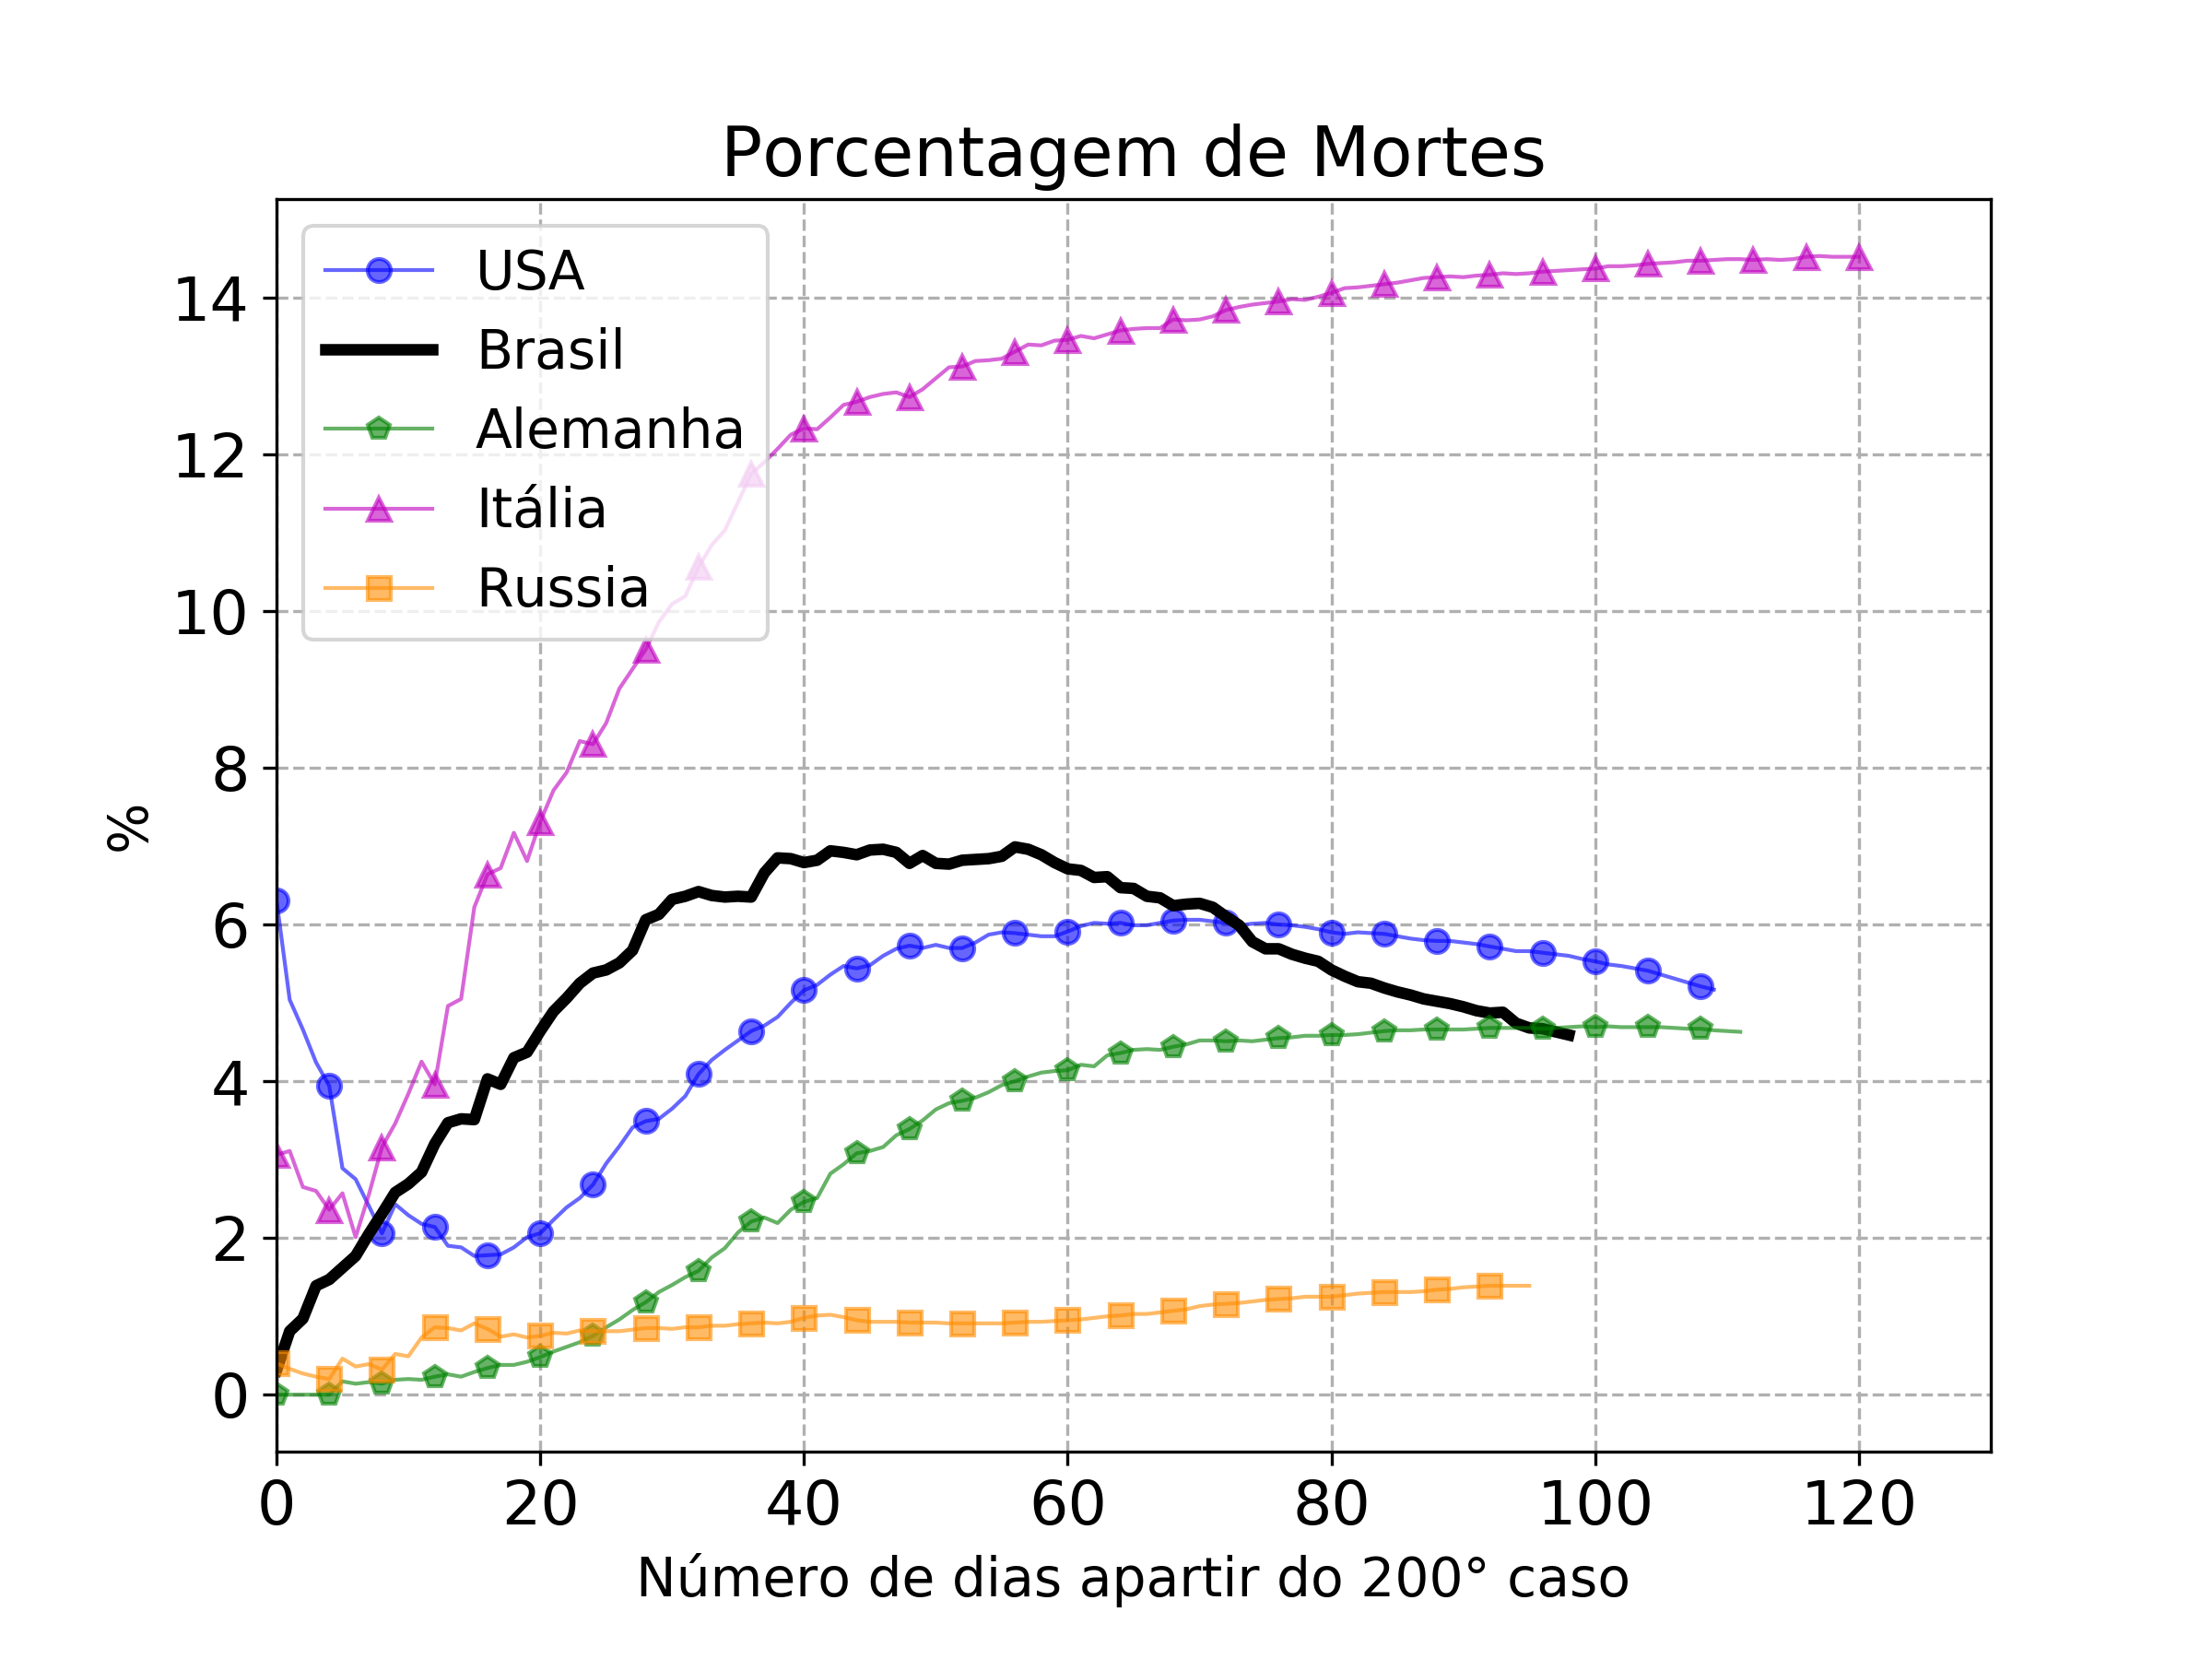 Porcentagem de Mortes
USA
Brasil
Alemanha
Itália
Russia
14
12
10
8
6
4
2
0
%
0 20 40 60 80 100 120
Número de dias apartir do 200° caso